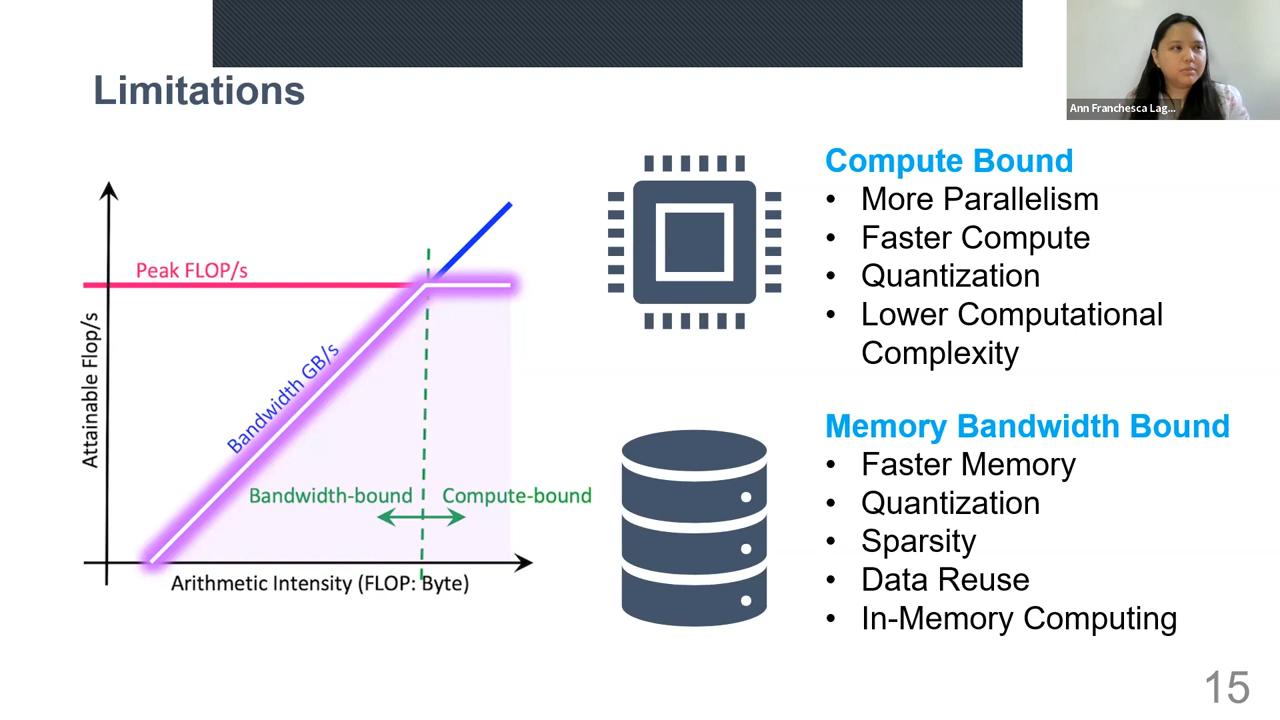 Ann Franchesca Lag...
Limitations
Peak FLOP/s
Attainable Flop/s
Bandwidth GB/s
Bandwidth-bound
Compute-bound
Arithmetic Intensity (FLOP: Byte)
Compute Bound
• More Parallelism
• Faster Compute
• Quantization
• Lower Computational
Complexity
Memory Bandwidth Bound
• Faster Memory
• Quantization
• Sparsity
• Data Reuse
• In-Memory Computing
15